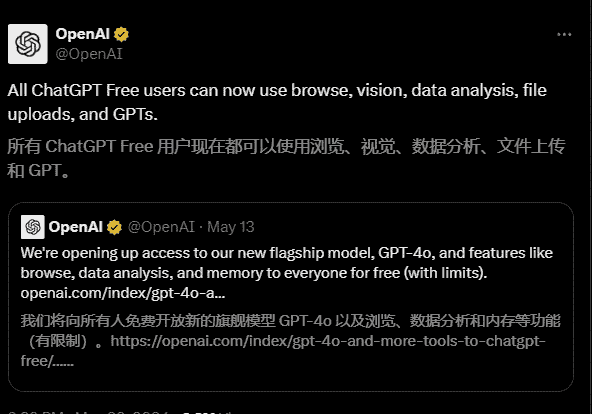 OpenAI
@OpenAI
All ChatGPT Free users can now use browse, vision, data analysis, file
uploads, and GPTs.
所有 ChatGPT Free 用户现在都可以使用浏览、视觉、数据分析、文件上传
和 GPT。
OpenAI @OpenAI · May 13
We're opening up access to our new flagship model, GPT-4o, and features like
browse, data analysis, and memory to everyone for free (with limits).
openai.com/index/gpt-4o-a...
我们将向所有人免费开放新的旗舰模型 GPT-4o 以及浏览、数据分析和内存等功能
（有限制）。https://openai.com/index/gpt-4o-and-more-tools-to-chatgpt-
free/......